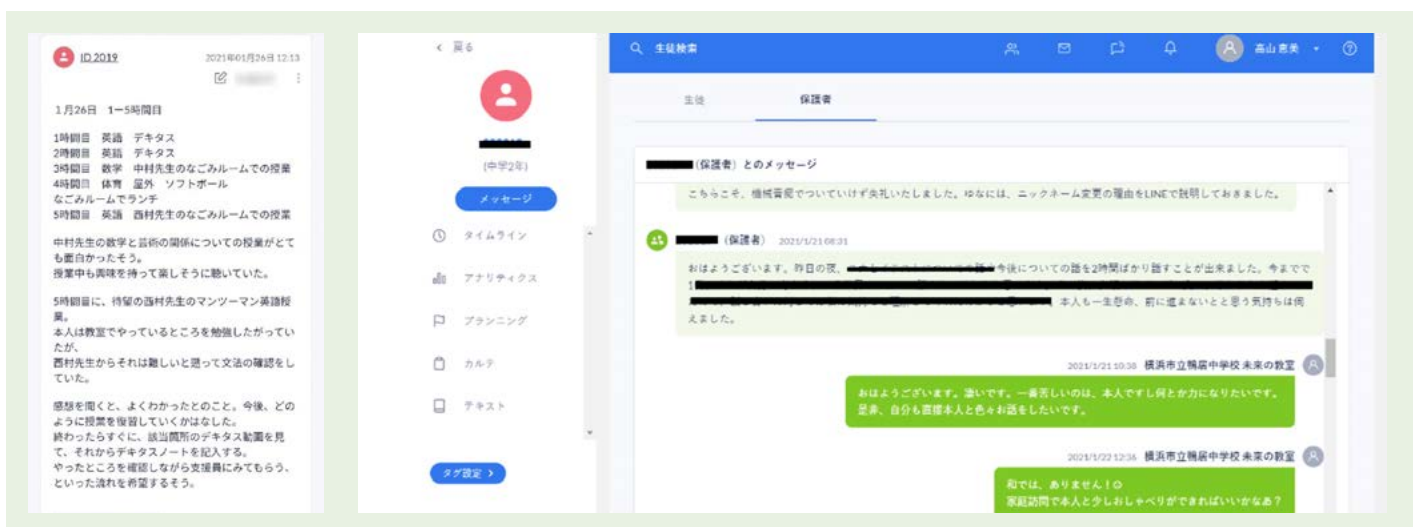 ID.2019
2021年01月26日 12:13
1月26日 1ー5時間目
1時間目 英語 デキタス
2時間目 英語 デキタス
3時間目 数学 中村先生のなごみルームでの授業
4時間目 体育 屋外 ソフトボール
なごみルームでランチ
5時間目 英語 西村先生のなごみルームでの授業
中村先生の数学と芸術の関係についての授業がとて
も面白かったそう。
授業中も興味を持って楽しそうに聴いていた。
5時間目に、待望の西村先生のマンツーマン英語授
業。
本人は教室でやっているところを勉強したがってい
たが、
西村先生からそれは難しいと遡って文法の確認をし
ていた。
感想を聞くと、よくわかったとのこと。今後、どの
ように授業を復習していくかはなした。
終わったらすぐに、該当箇所のデキタス動画を見
て、それからデキタスノートを記入する。
やったところを確認しながら支援員にみてもらう、
といった流れを希望するそう。
戻る
(中学2年)
メッセージ
タイムライン
アナリティクス
プランニング
カルテ
テキスト
タグ設定
生徒検索
高山 恵美
生徒
保護者
(保護者) とのメッセージ
こちらこそ、機械音痴でついていけず失礼いたしました。ゆなには、ニックネーム変更の理由をLINEで説明しておきました。
(保護者) 2021/1/21 08:31
おはようございます。昨日の夜、今後についての話を2時間ばかり話すことが出来ました。今までで
1
本人も一生懸命、前に進まないとと思う気持ちは伺
えました。
2021/1/21 10:38 横浜市立鴨居中学校 未来の教室
おはようございます。凄いです。一番苦しいのは、本人ですし何とか力になりたいです。
是非、自分も直接本人と色々お話をしたいです。
2021/1/22 12:36 横浜市立鴨居中学校 未来の教室
和では、ありません！
家庭訪問で本人と少しおしゃべりができればいいかなあ？